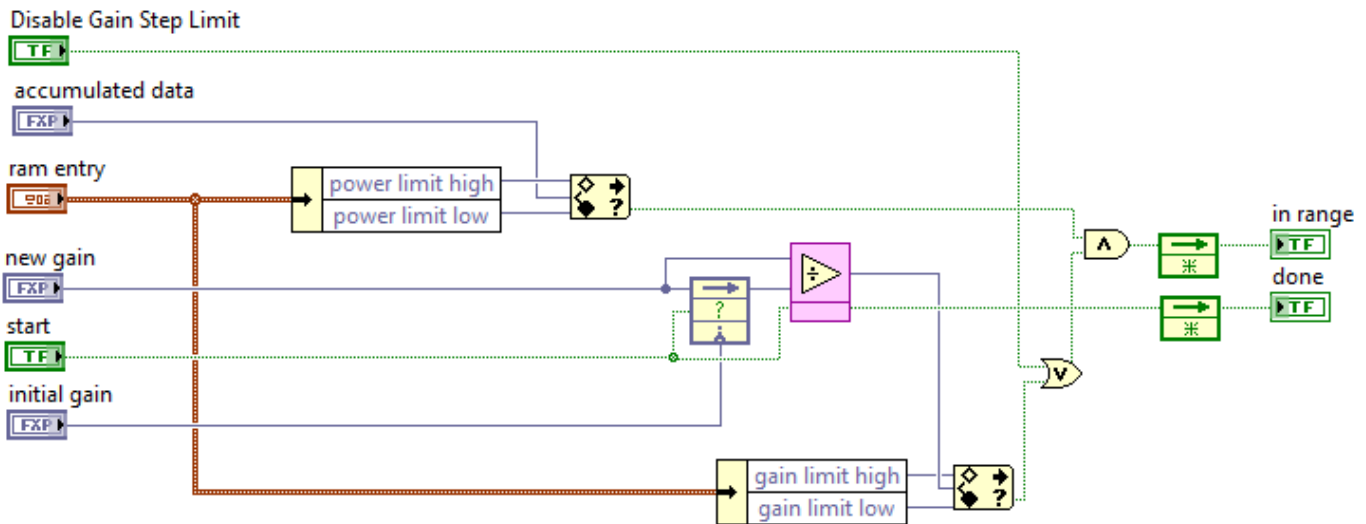 Disable Gain Step Limit
TF
accumulated data
FXP
ram entry
power limit high
power limit low
?
in range
TF
new gain
FXP
?
÷
done
TF
start
TF
V
initial gain
FXP
gain limit high
gain limit low
?